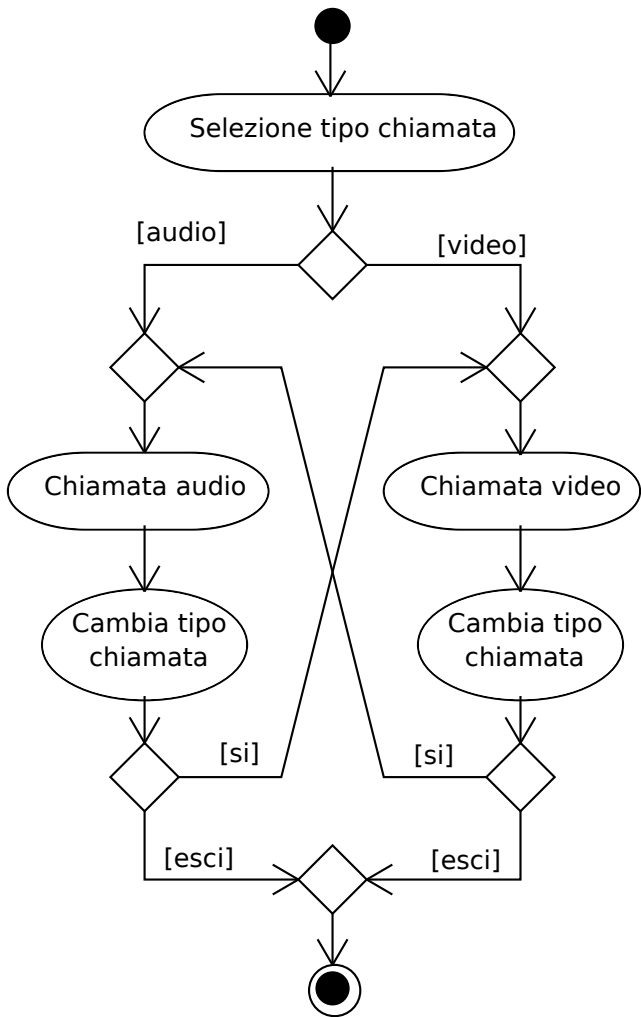 Selezione tipo chiamata
[audio]
[video]
Chiamata audio
Chiamata video
Cambia tipo
chiamata
Cambia tipo
chiamata
[si]
[si]
[esci]
[esci]